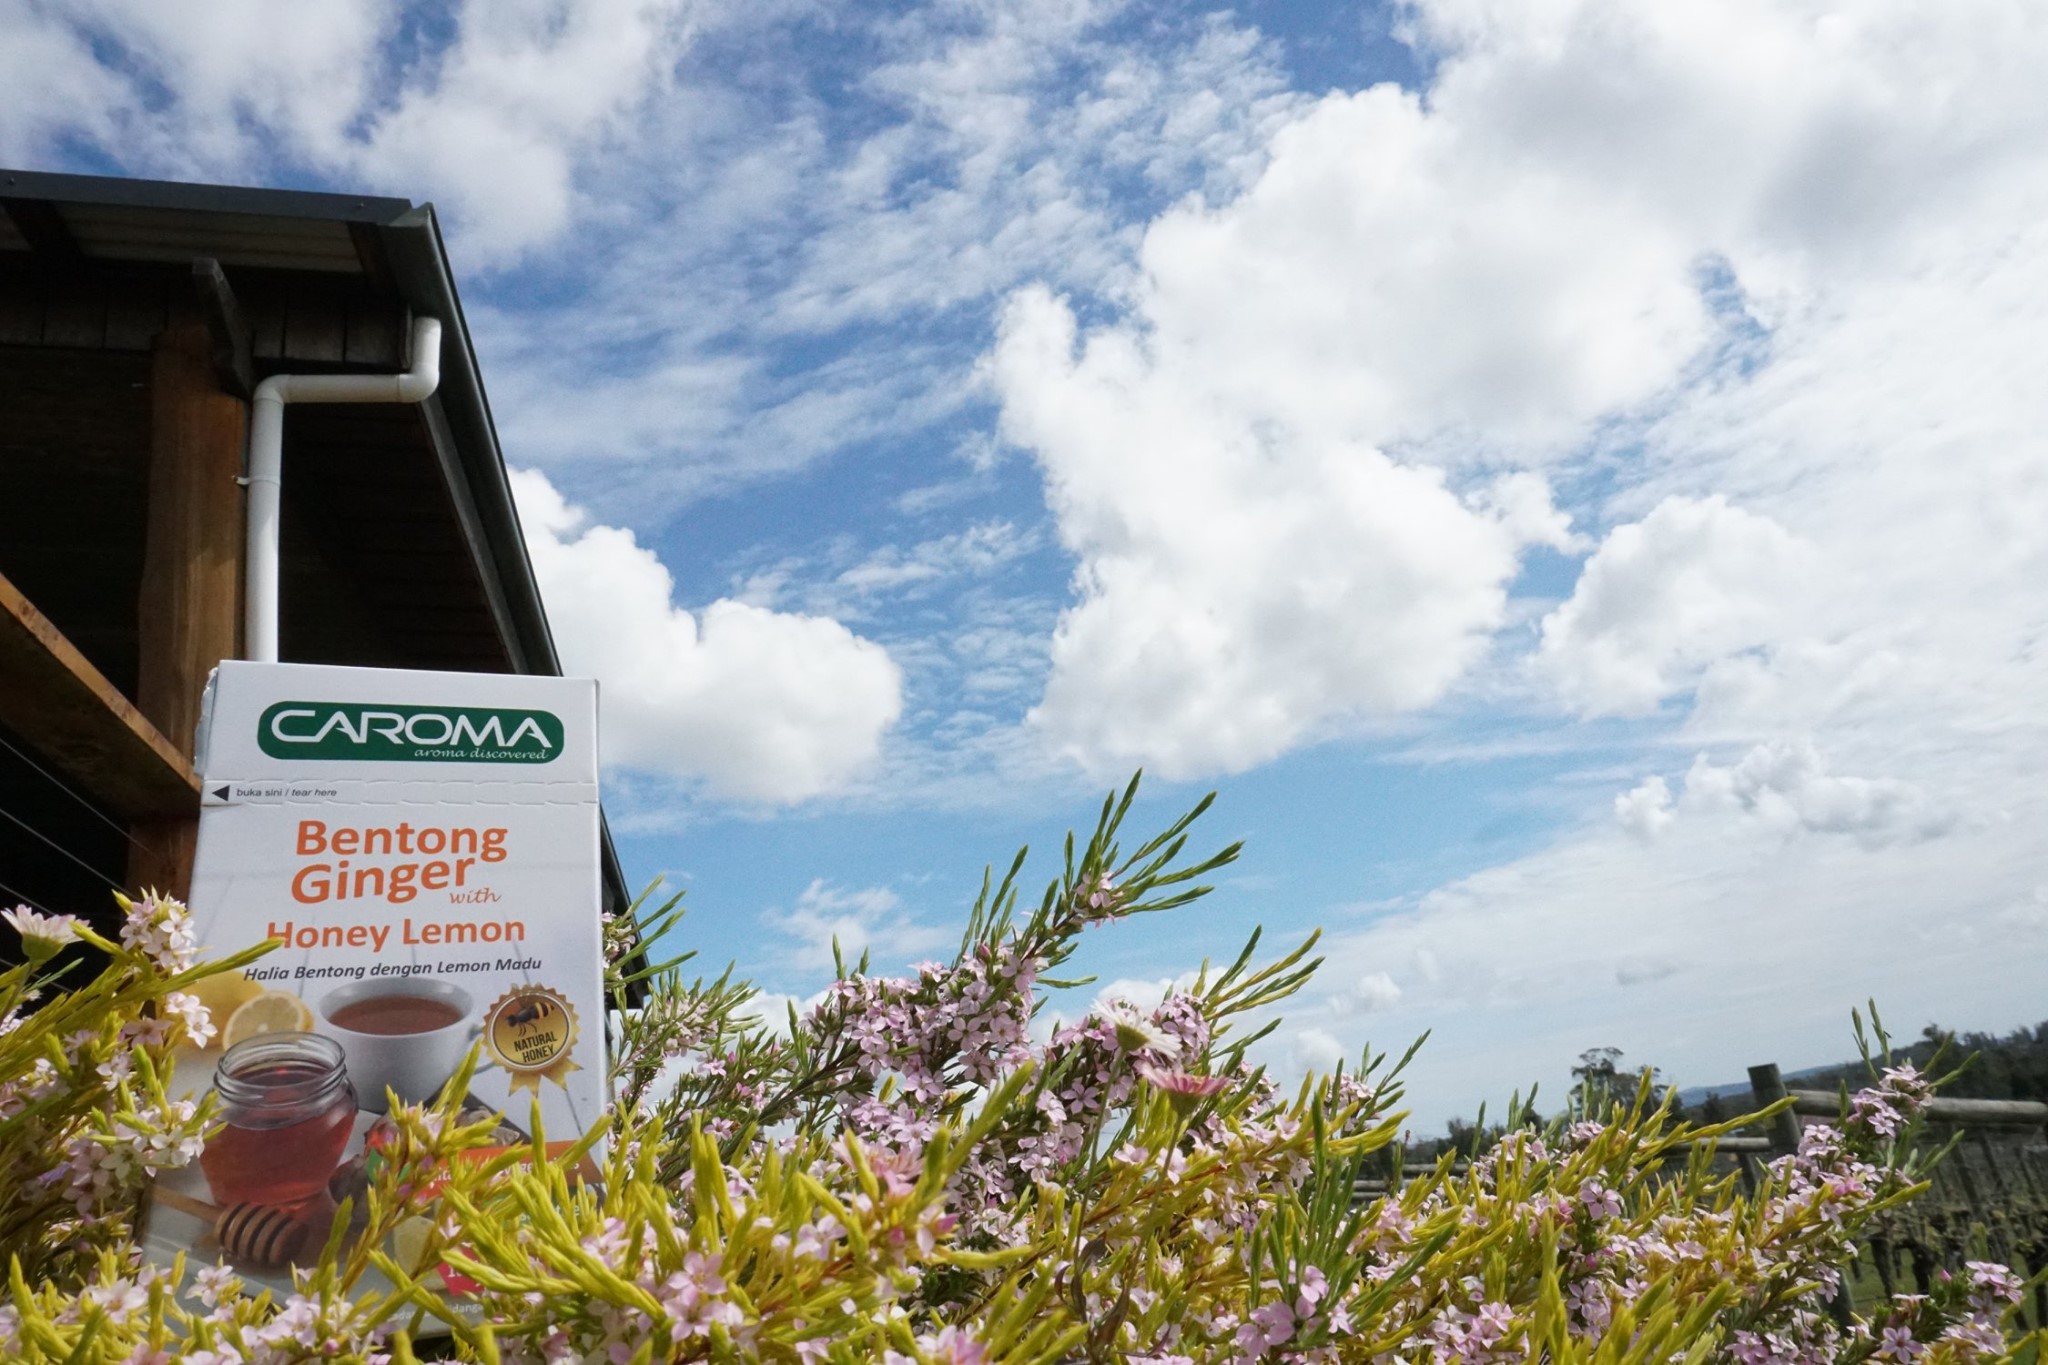 CAROMA
aroma discovered
buka sini / tear here
Bentong
Ginger
with
Honey Lemon
Halia Bentong dengan Lemon Madu
NATURAL
HONEY